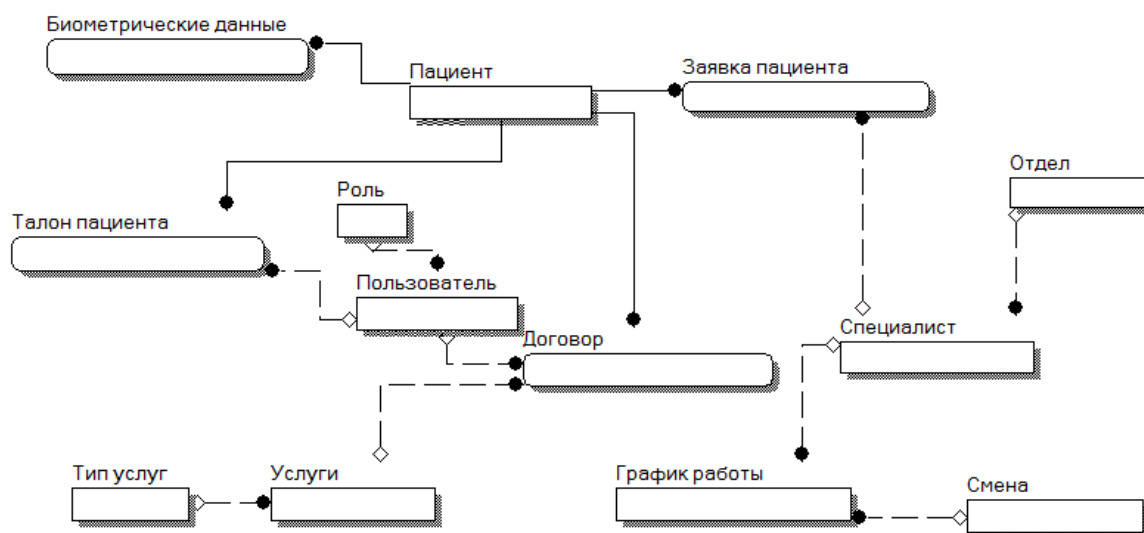 Биометрические данные
Пациент
Заявка пациента
Отдел
Роль
Талон пациента
Пользователь
Договор
Специалист
Тип услуг
Услуги
График работы
Смена